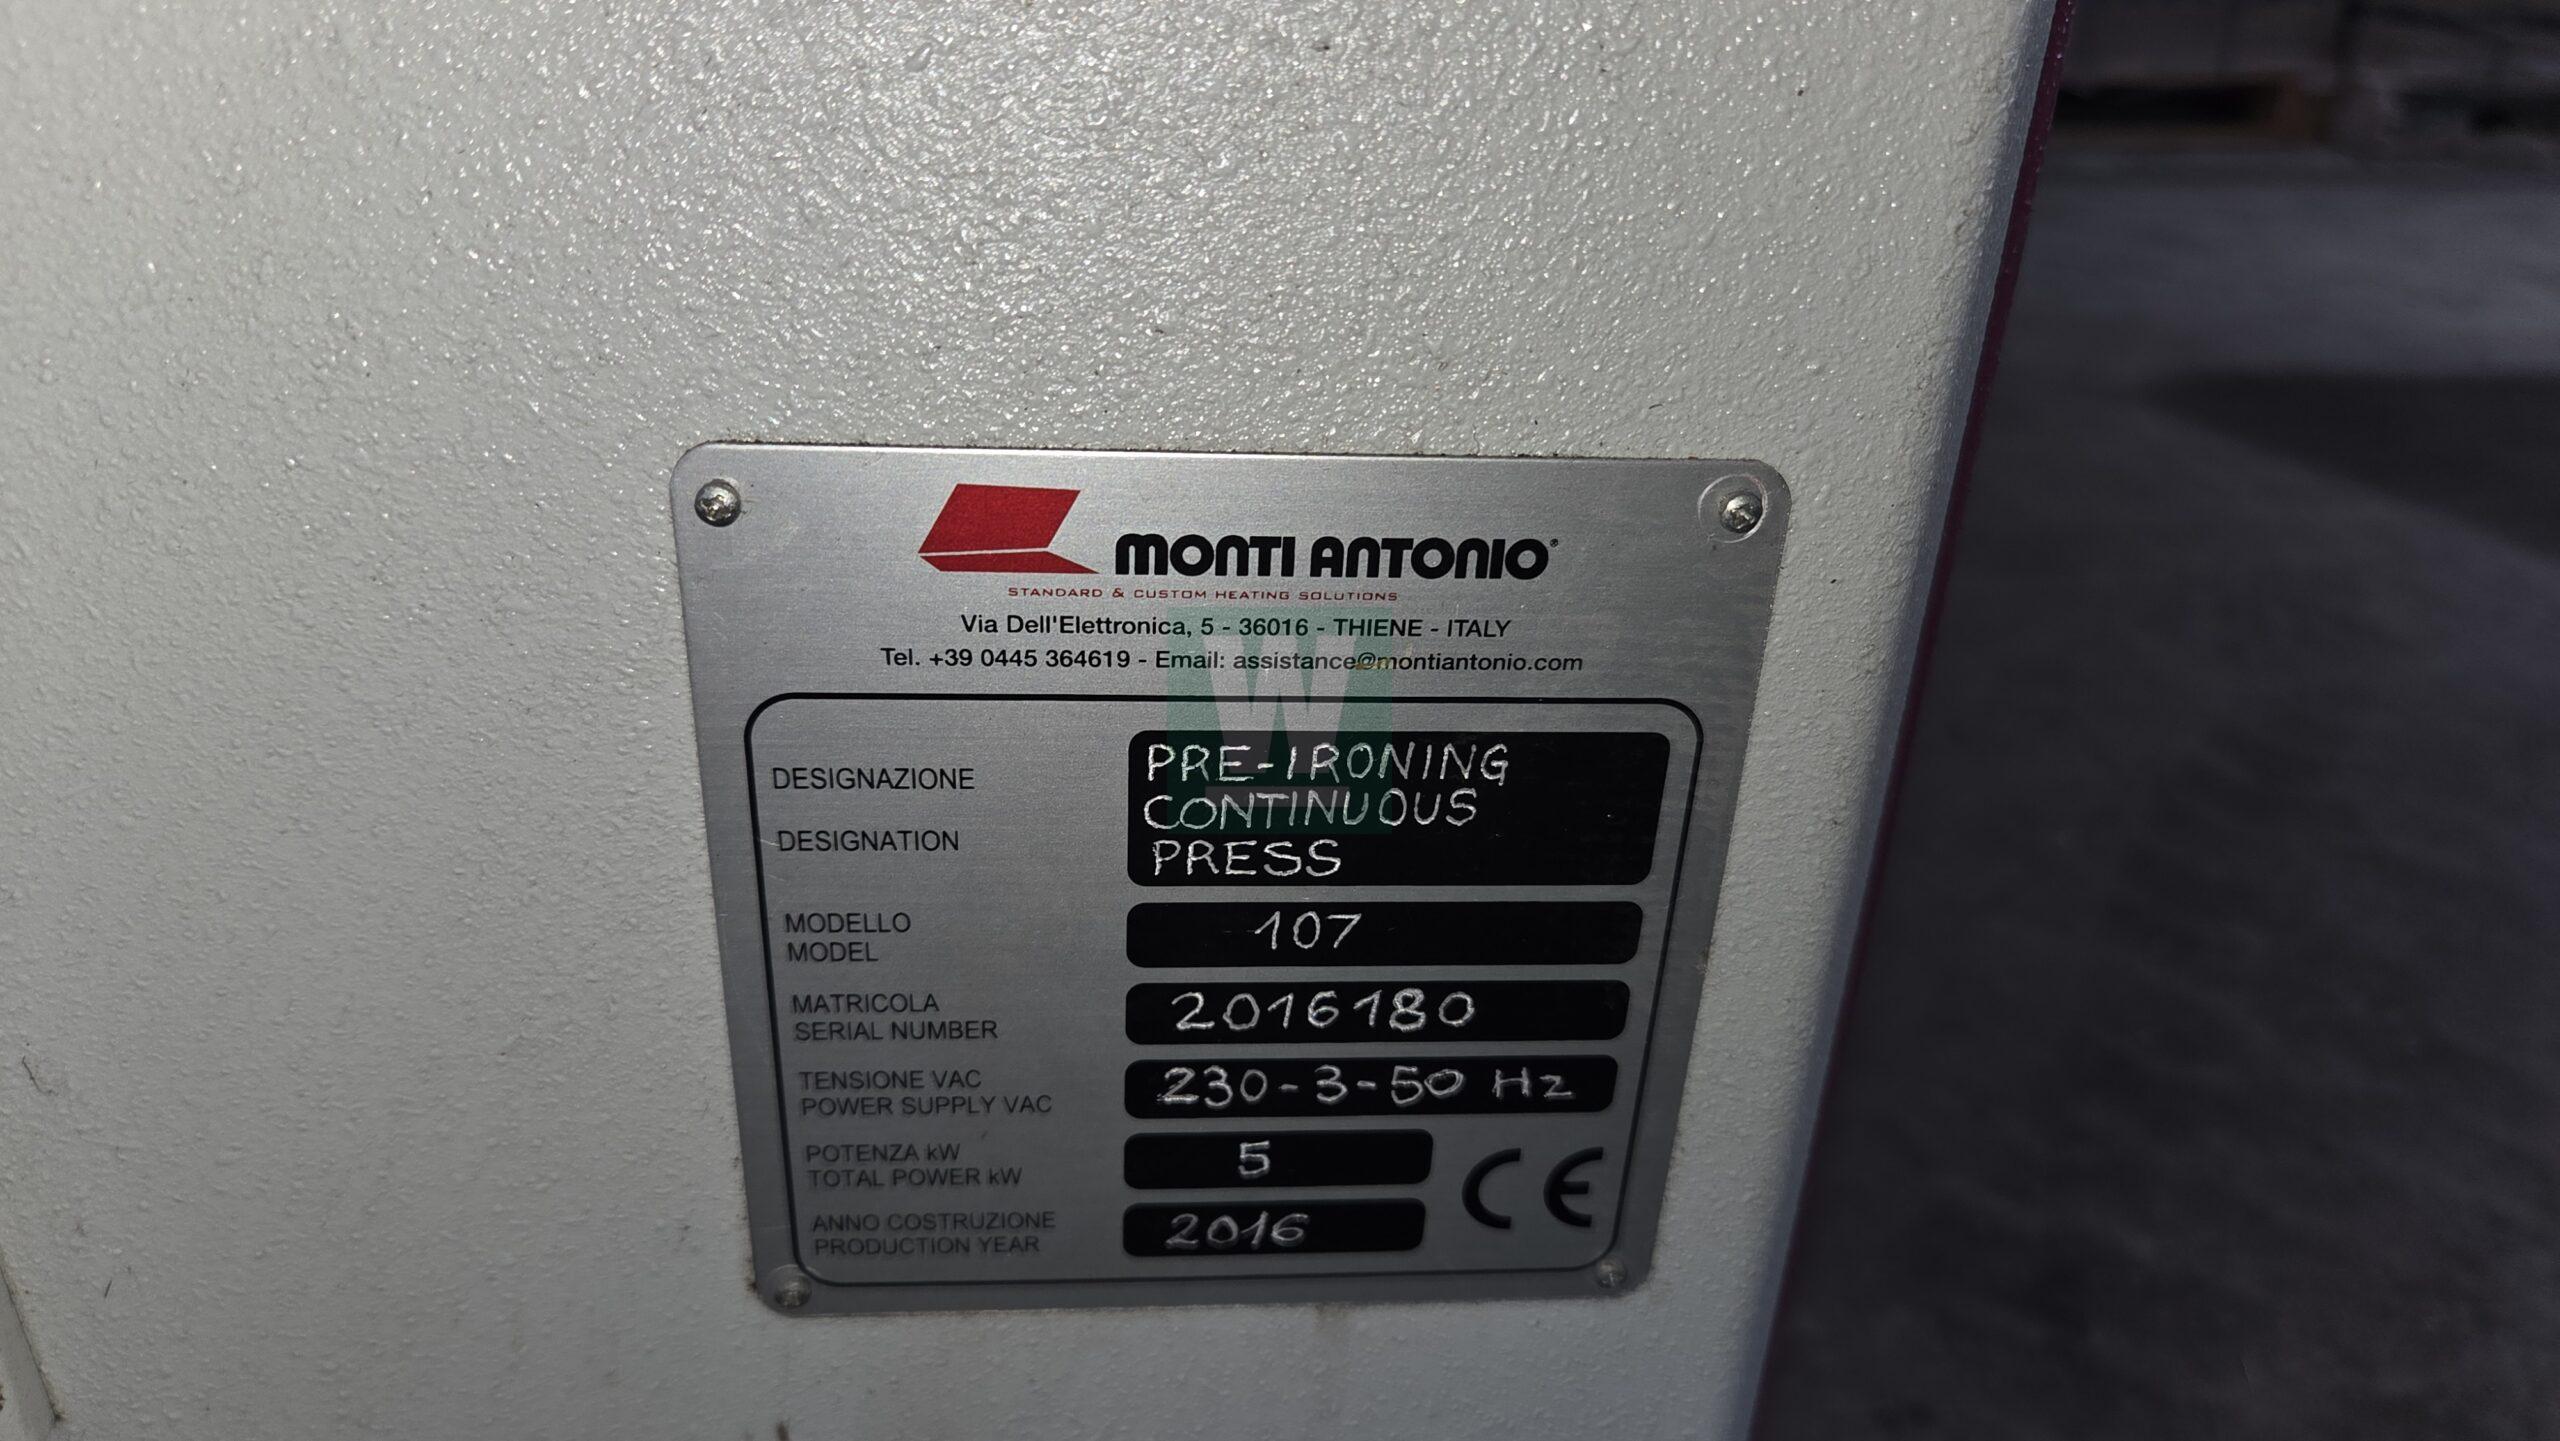 MONTI ANTONIO®
STANDARD & CUSTOM HEATING SOLUTIONS
Via Dell'Elettronica, 5 - 36016 - THIENE - ITALY
Tel. +39 0445 364619 - Email: assistance@montiantonio.com
W
DESIGNAZIONE
DESIGNATION
PRE-IRONING
CONTINUOUS
PRESS
MODELLO
MODEL
107
MATRICOLA
SERIAL NUMBER
2016180
TENSIONE VAC
POWER SUPPLY VAC
230-3-50 Hz
POTENZA kW
TOTAL POWER kW
5
ANNO COSTRUZIONE
PRODUCTION YEAR
2016
CE